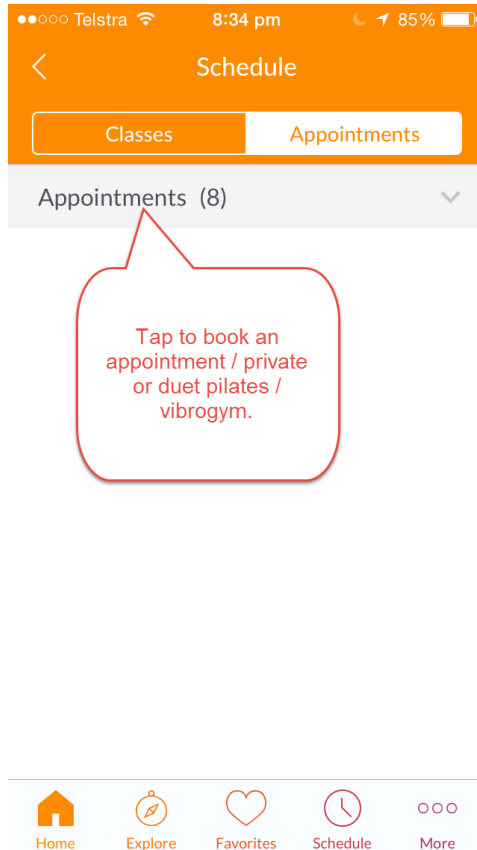 Telstra 8:34 pm 85%
Schedule
Classes Appointments
Appointments (8)
Tap to book an
appointment / private
or duet pilates /
vibrogym.
Home Explore Favorites Schedule More